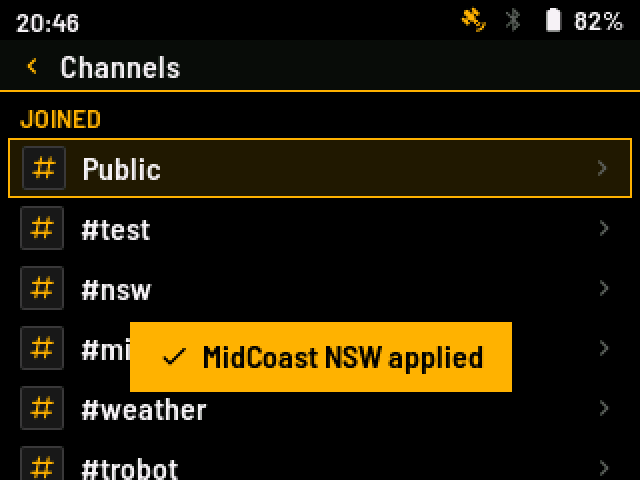 20:46 82%
Channels
JOINED
# Public
# #test
# #nsw
# #mi
✓ MidCoast NSW applied
# #weather
# #trobot